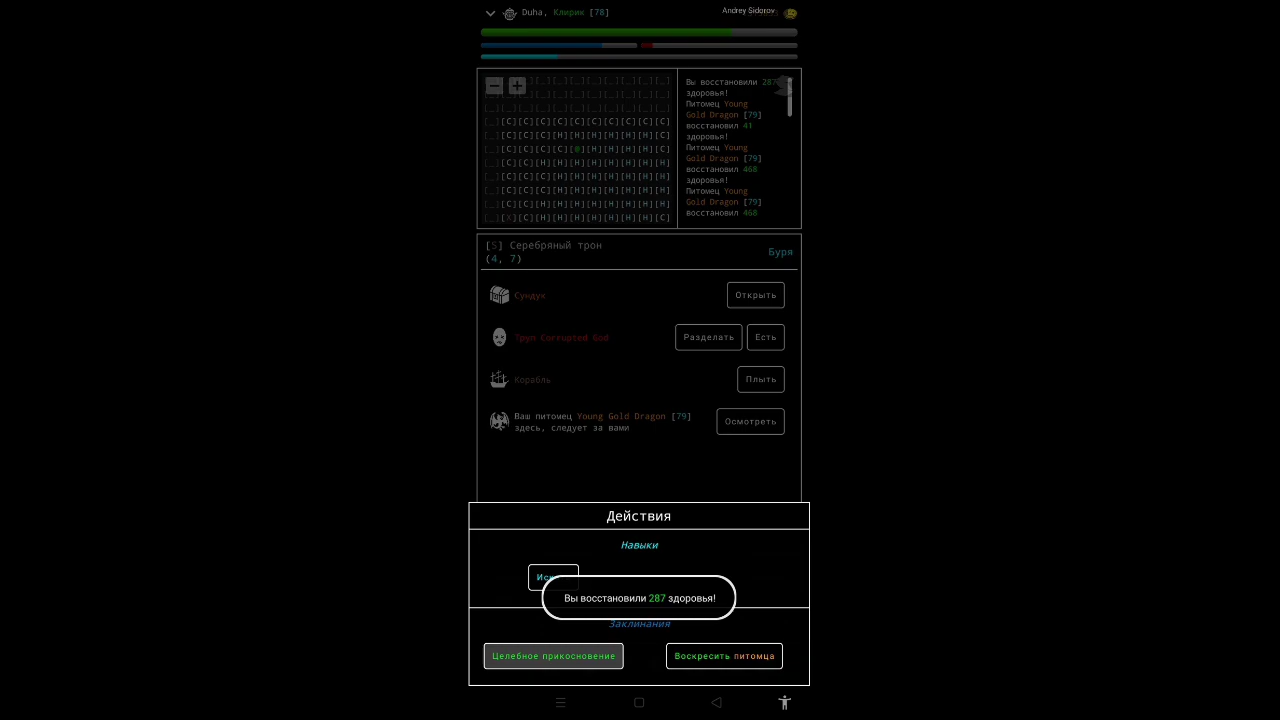 Duha, Клирик [78]
Andrey Sidorov
- +
[_][_][_][_][_][_][_][_]
[_][_][_][_][_][_][_][_][_][_][_]
[_][_][_][_][_][_][_][_][_][_][_]
[_][C][C][C][C][C][C][C][C][C][C]
[_][C][C][C][H][H][H][H][H][H][H]
[_][C][C][C][C][@][H][H][H][H][C]
[_][C][C][H][H][H][H][H][H][H][H]
[_][C][C][C][H][H][H][H][H][H][H]
[_][C][C][H][H][H][H][H][H][H][H]
[_][C][C][C][H][H][H][H][H][H][H]
[_][X][C][C][H][H][H][H][H][H][C]
Вы восстановили 287
здоровья!
Питомец Young
Gold Dragon [79]
восстановил 41
здоровья!
Питомец Young
Gold Dragon [79]
восстановил 468
здоровья!
Питомец Young
Gold Dragon [79]
восстановил 468
[S] Серебряный трон
(4, 7)
Буря
Сундук
Открыть
Труп Corrupted God
Разделать
Есть
Корабль
Плыть
Ваш питомец Young Gold Dragon [79]
здесь, следует за вами
Осмотреть
Действия
Навыки
Вы восстановили 287 здоровья!
Заклинания
Целебное прикосновение
Воскресить питомца